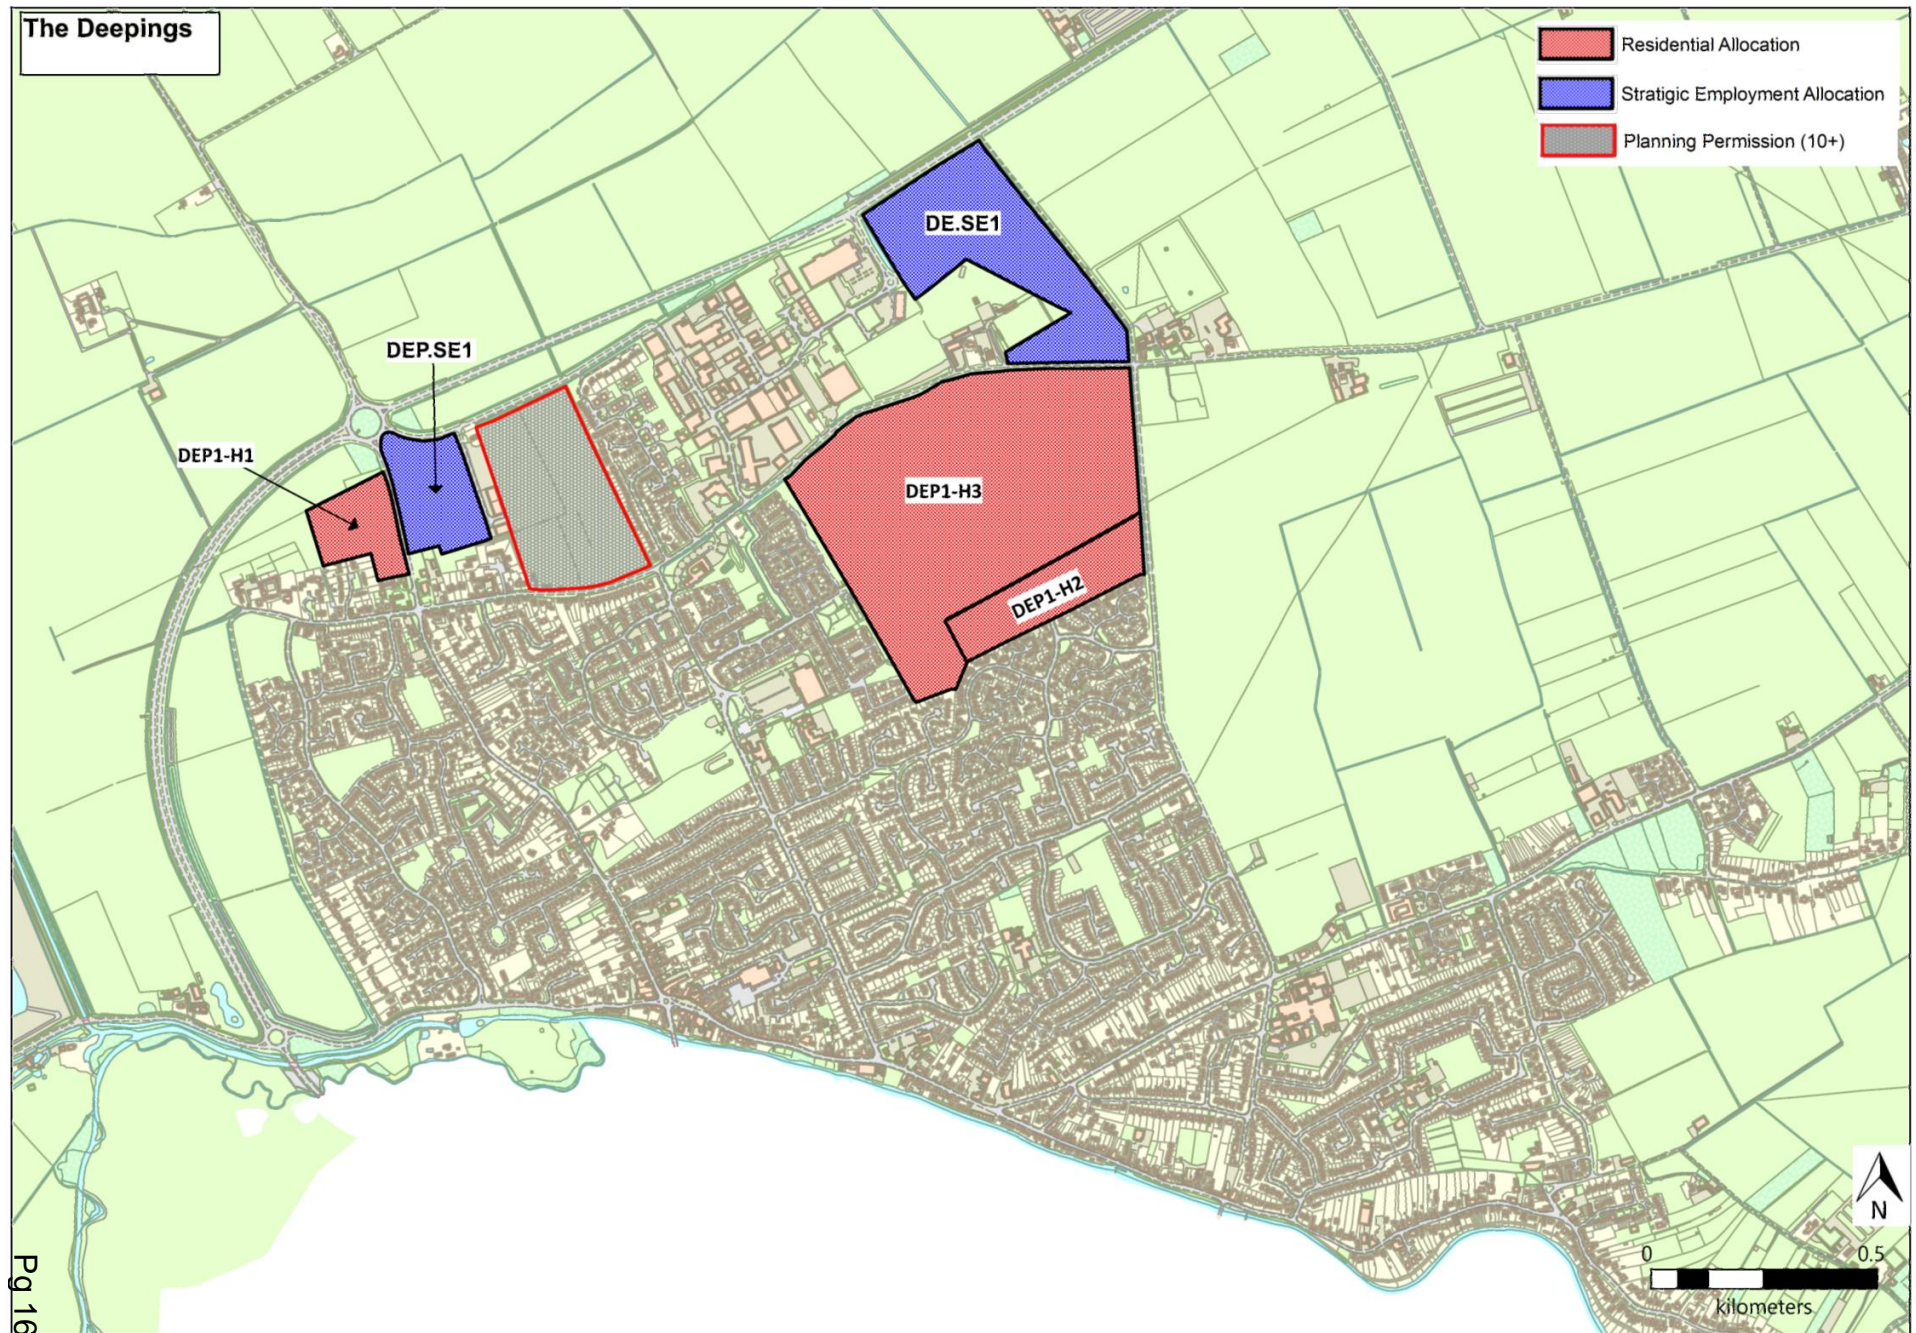 The Deepings
Residential Allocation
Stratigic Employment Allocation
Planning Permission (10+)
DE.SE1
DEP.SE1
DEP1-H1
DEP1-H3
DEP1-H2
N
0 0.5
kilometers
Pg 16